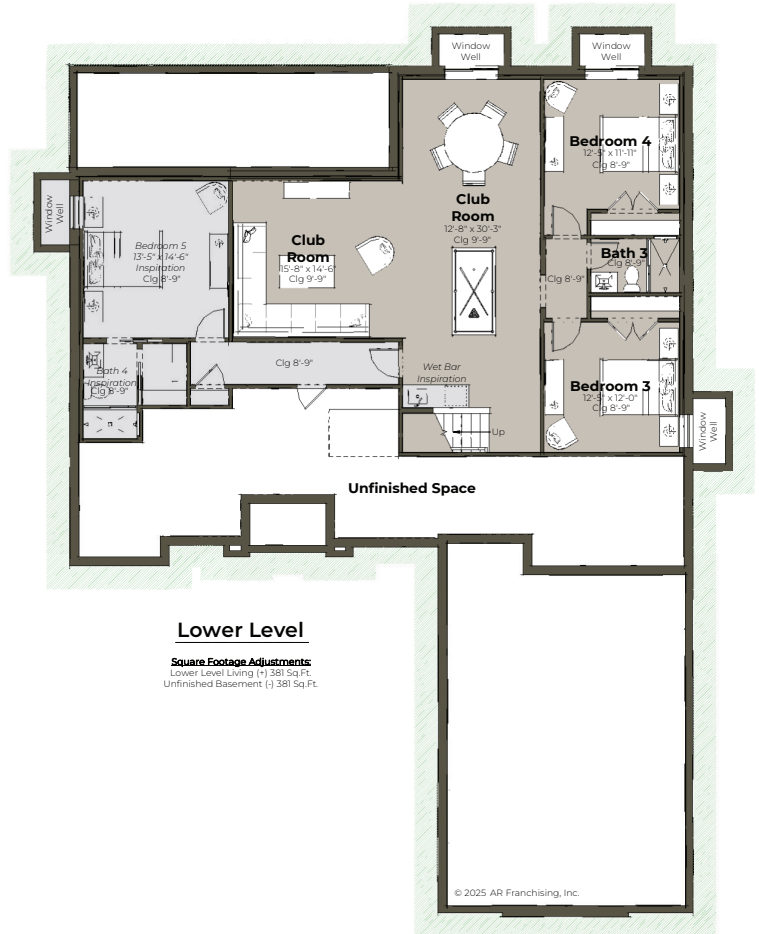 Window
Well
Window
Well
Bedroom 4
12'-5" x 11'-11"
Clg 8'-9"
Club
Room
12'-8" x 30'-3"
Clg 9'-9"
Window
Well
Bedroom 5
13'-5" x 14'-6"
Inspiration
Clg 8'-9"
Club
Room
15'-8" x 14'-6"
Clg 9'-9"
Bath 3
Clg 8'-9"
Clg 8'-9"
Bath 4
Inspiration
Clg 8'-9"
Clg 8'-9"
Wet Bar
Inspiration
Bedroom 3
12'-5" x 12'-0"
Clg 8'-9"
Window
Well
Up
Unfinished Space
Lower Level
Square Footage Adjustments:
Lower Level Living (+) 381 Sq.Ft.
Unfinished Basement (-) 381 Sq.Ft.
© 2025 AR Franchising, Inc.